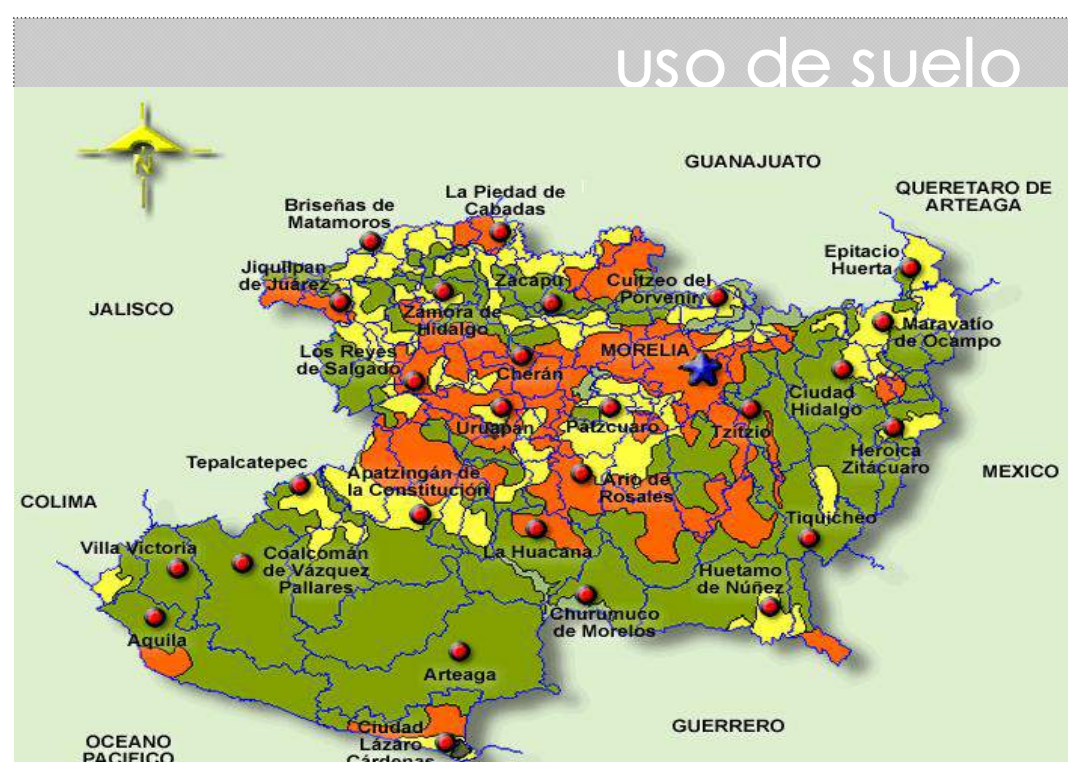 uso de suelo
GUANAJUATO
QUERETARO DE
ARTEAGA
La Piedad de
Cabadas
Briseñas de
Matamoros
Epitacio
Huerta
Jiquilpan
de Juárez
Zacapu
Cuitzeo del
Porvenir
JALISCO
Zamora de
Hidalgo
Maravatío
de Ocampo
Los Reyes
de Salgado
MORELIA
Cherán
Ciudad
Hidalgo
Uruapan
Pátzcuaro
Tzitzio
Heroica
Zitácuaro
Tepalcatepec
Apatzingán de
la Constitución
Ario de
Rosales
MEXICO
COLIMA
Tiquicheo
Villa Victoria
Coalcomán
de Vázquez
Pallares
La Huacana
Huetamo
de Núñez
Churumuco
de Morelos
Aquila
Arteaga
GUERRERO
Ciudad
Lázaro
Cárdenas
OCEANO
PACIFICO
N